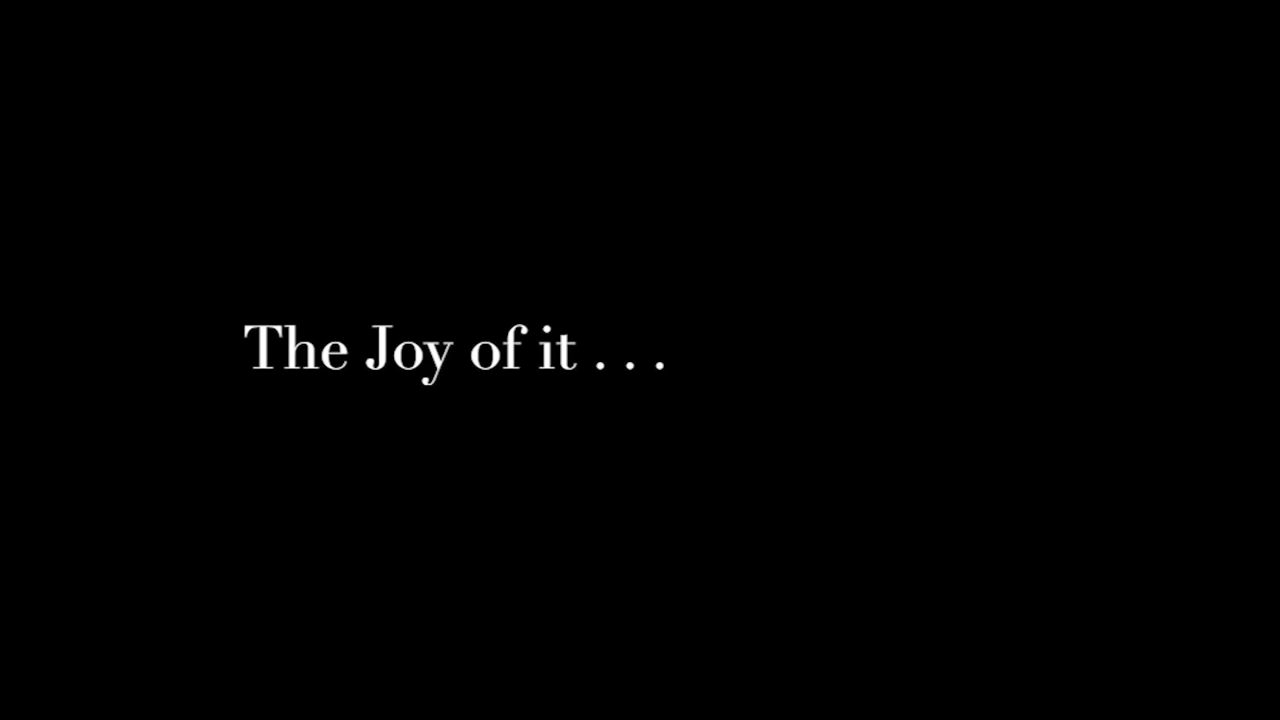 The Joy of it . . .